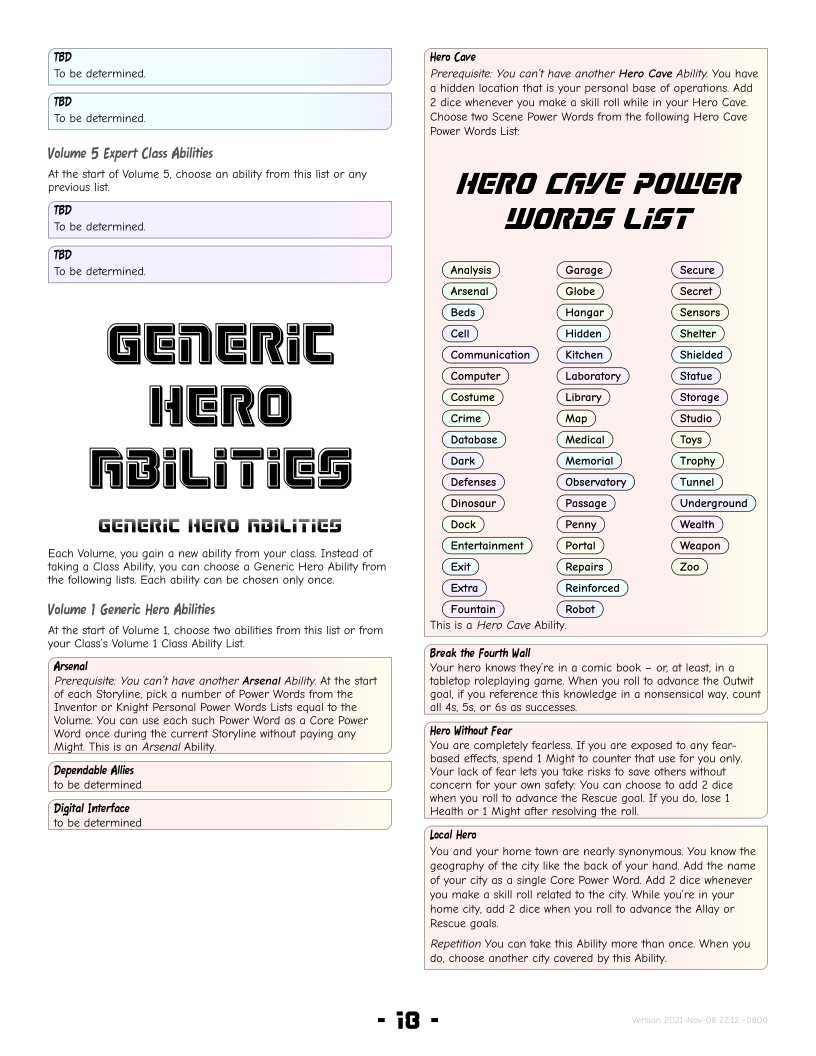 TBD
To be determined.
TBD
To be determined.
Volume 5 Expert Class Abilities
At the start of Volume 5, choose an ability from this list or any
previous list.
TBD
To be determined.
TBD
To be determined.
GENERIC
HERO
ABILITIES
GENERIC HERO ABILITIES
Each Volume, you gain a new ability from your class. Instead of
taking a Class Ability, you can choose a Generic Hero Ability from
the following lists. Each ability can be chosen only once.
Volume 1 Generic Hero Abilities
At the start of Volume 1, choose two abilities from this list or from
your Class's Volume 1 Class Ability List.
Arsenal
Prerequisite: You can't have another Arsenal Ability. At the start
of each Storyline, pick a number of Power Words from the
Inventor or Knight Personal Power Words Lists equal to the
Volume. You can use each such Power Word as a Core Power
Word once during the current Storyline without paying any
Might. This is an Arsenal Ability.
Dependable Allies
to be determined
Digital Interface
to be determined
Hero Cave
Prerequisite: You can't have another Hero Cave Ability. You have
a hidden location that is your personal base of operations. Add
2 dice whenever you make a skill roll while in your Hero Cave.
Choose two Scene Power Words from the following Hero Cave
Power Words List:
HERO CAVE POWER
WORDS LIST
Analysis
Arsenal
Beds
Cell
Communication
Computer
Costume
Crime
Database
Dark
Defenses
Dinosaur
Dock
Entertainment
Exit
Extra
Fountain
Garage
Globe
Hangar
Hidden
Kitchen
Laboratory
Library
Map
Medical
Memorial
Observatory
Passage
Penny
Portal
Repairs
Reinforced
Robot
Secure
Secret
Sensors
Shelter
Shielded
Statue
Storage
Studio
Toys
Trophy
Tunnel
Underground
Wealth
Weapon
Zoo
This is a Hero Cave Ability.
Break the Fourth Wall
Your hero knows they're in a comic book – or, at least, in a
tabletop roleplaying game. When you roll to advance the Outwit
goal, if you reference this knowledge in a nonsensical way, count
all 4s, 5s, or 6s as successes.
Hero Without Fear
You are completely fearless. If you are exposed to any fear-
based effects, spend 1 Might to counter that use for you only.
Your lack of fear lets you take risks to save others without
concern for your own safety: You can choose to add 2 dice
when you roll to advance the Rescue goal. If you do, lose 1
Health or 1 Might after resolving the roll.
Local Hero
You and your home town are nearly synonymous. You know the
geography of the city like the back of your hand. Add the name
of your city as a single Core Power Word. Add 2 dice whenever
you make a skill roll related to the city. While you're in your
home city, add 2 dice when you roll to advance the Allay or
Rescue goals.
Repetition You can take this Ability more than once. When you
do, choose another city covered by this Ability.
- 18 -
Version 2021-Nov-08 22:12 -0800